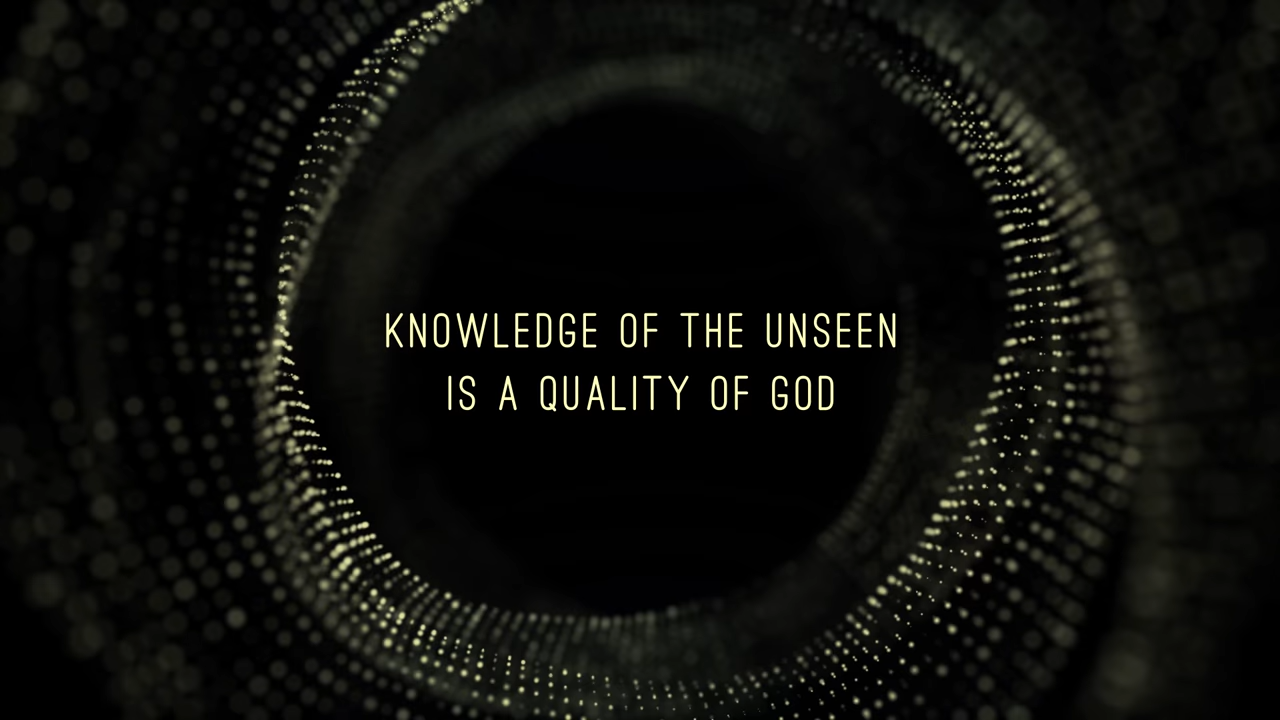 KNOWLEDGE OF THE UNSEEN
IS A QUALITY OF GOD